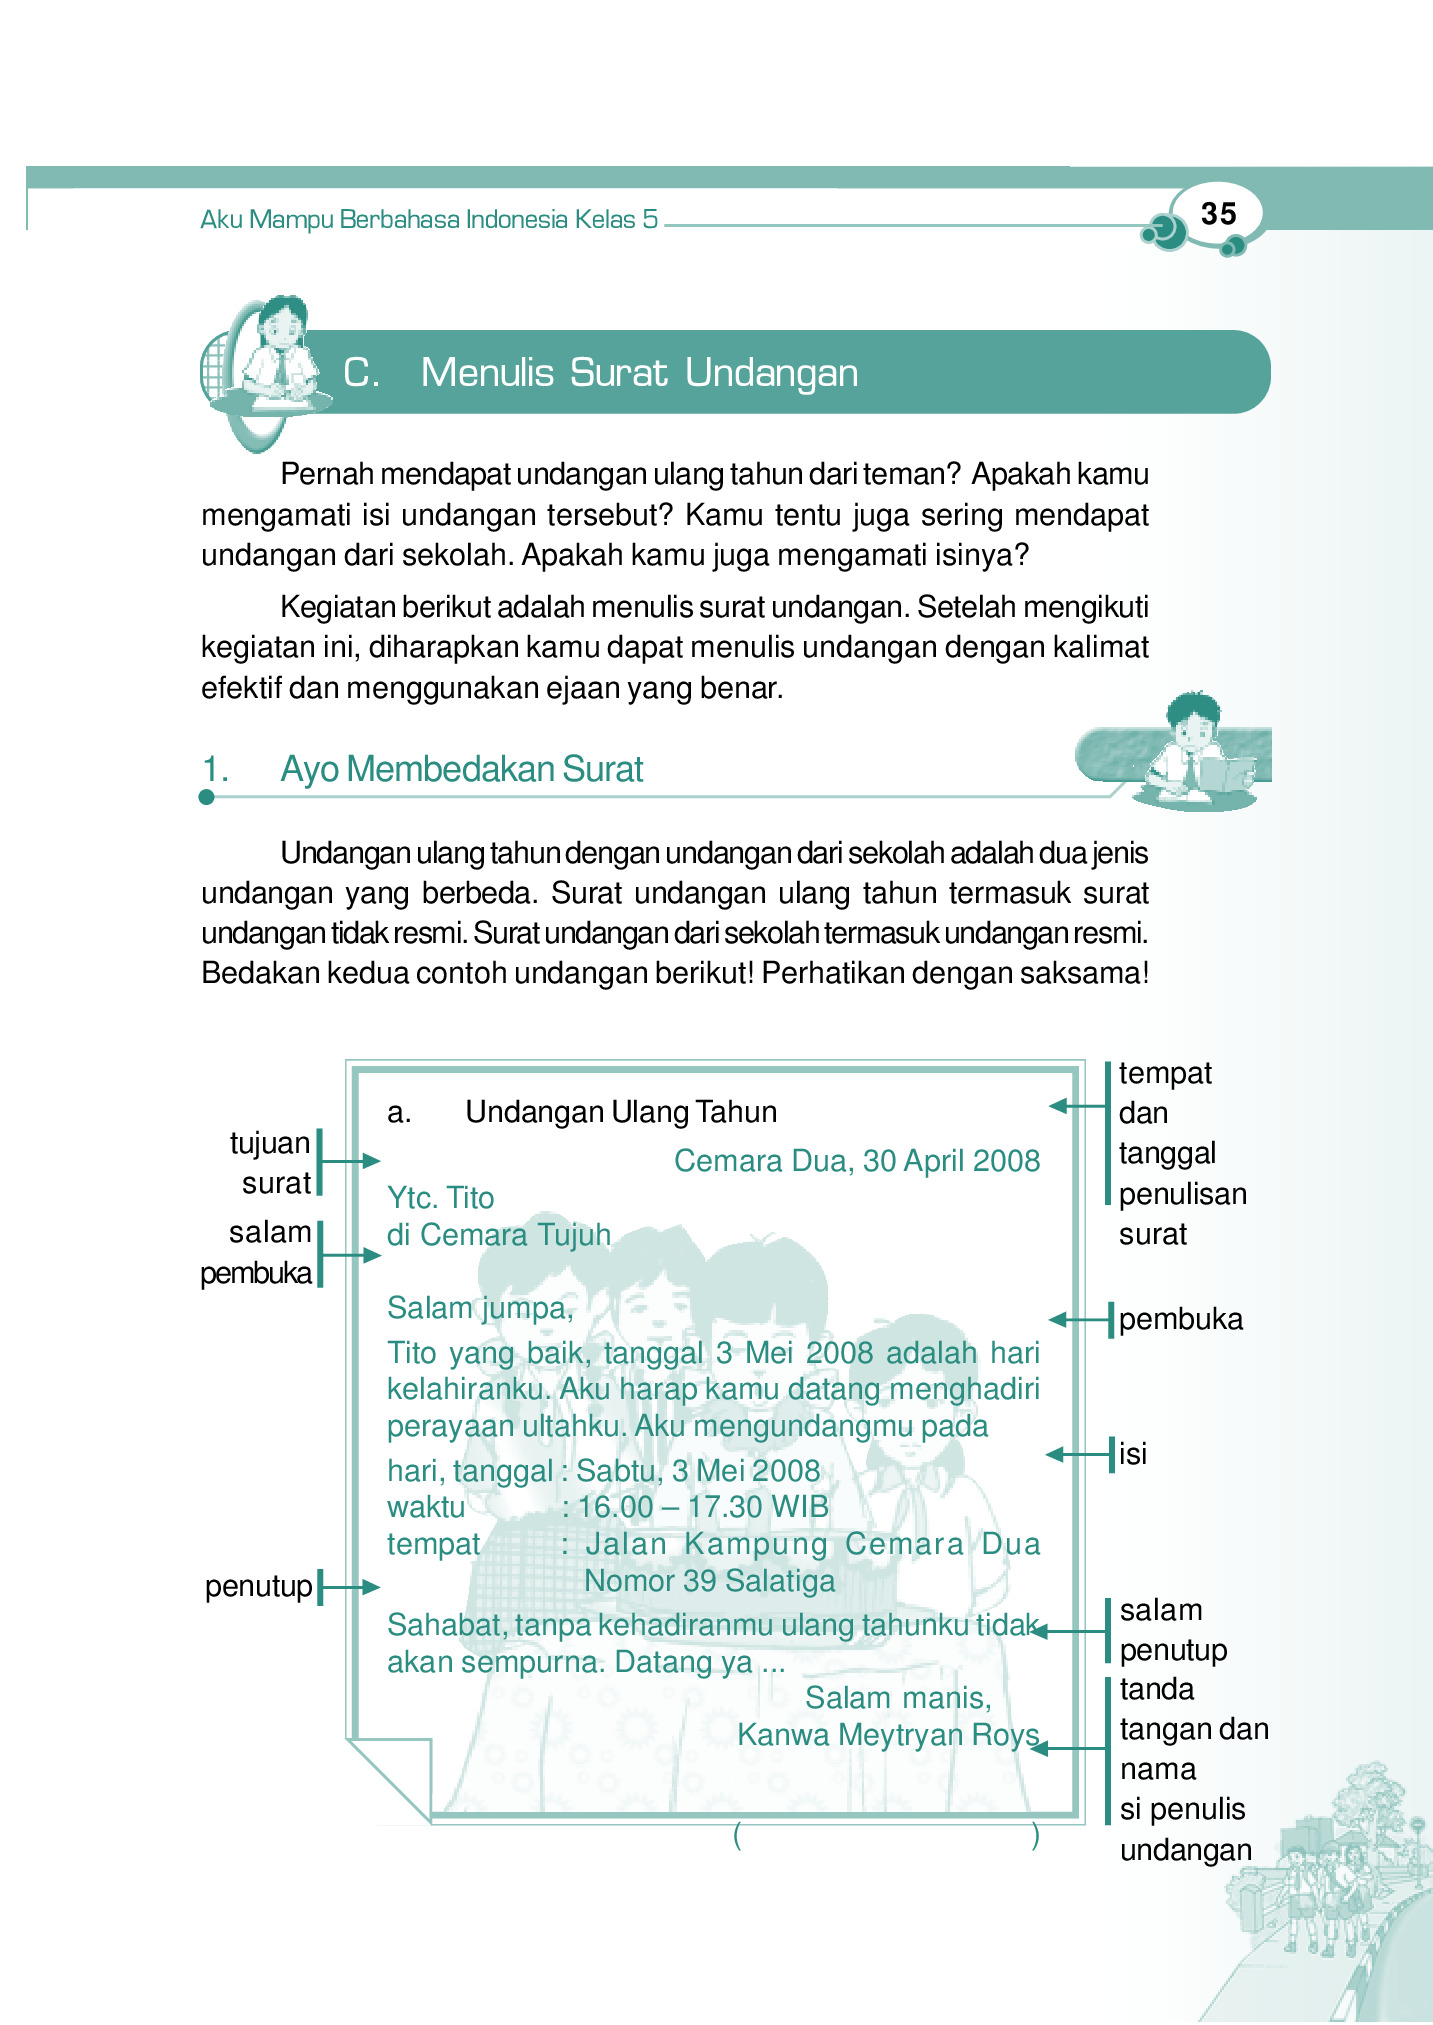 Aku Mampu Berbahasa Indonesia Kelas 5
35
C. Menulis Surat Undangan
Pernah mendapat undangan ulang tahun dari teman? Apakah kamu
mengamati isi undangan tersebut? Kamu tentu juga sering mendapat
undangan dari sekolah. Apakah kamu juga mengamati isinya?
Kegiatan berikut adalah menulis surat undangan. Setelah mengikuti
kegiatan ini, diharapkan kamu dapat menulis undangan dengan kalimat
efektif dan menggunakan ejaan yang benar.
1. Ayo Membedakan Surat
Undangan ulang tahun dengan undangan dari sekolah adalah dua jenis
undangan yang berbeda. Surat undangan ulang tahun termasuk surat
undangan tidak resmi. Surat undangan dari sekolah termasuk undangan resmi.
Bedakan kedua contoh undangan berikut! Perhatikan dengan saksama!
tujuan
surat
salam
pembuka
penutup
a. Undangan Ulang Tahun
Cemara Dua, 30 April 2008
Ytc. Tito
di Cemara Tujuh
Salam jumpa,
Tito yang baik, tanggal 3 Mei 2008 adalah hari
kelahiranku. Aku harap kamu datang menghadiri
perayaan ultahku. Aku mengundangmu pada
hari, tanggal : Sabtu, 3 Mei 2008
waktu : 16.00 – 17.30 WIB
tempat : Jalan Kampung Cemara Dua
Nomor 39 Salatiga
Sahabat, tanpa kehadiranmu ulang tahunku tidak
akan sempurna. Datang ya ...
Salam manis,
Kanwa Meytryan Roys
( )
tempat
dan
tanggal
penulisan
surat
pembuka
isi
salam
penutup
tanda
tangan dan
nama
si penulis
undangan